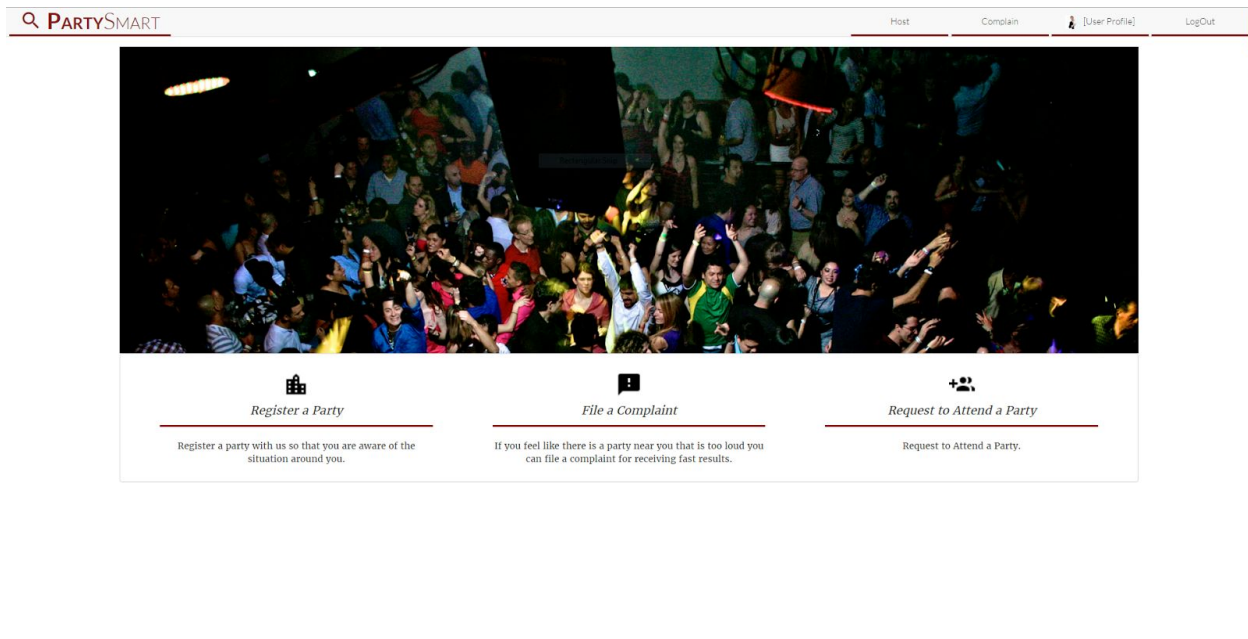 PARTYSMART
Host
Complain
[User Profile]
LogOut
Register a Party
Register a party with us so that you are aware of the
situation around you.
File a Complaint
If you feel like there is a party near you that is too loud you
can file a complaint for receiving fast results.
Request to Attend a Party
Request to Attend a Party.